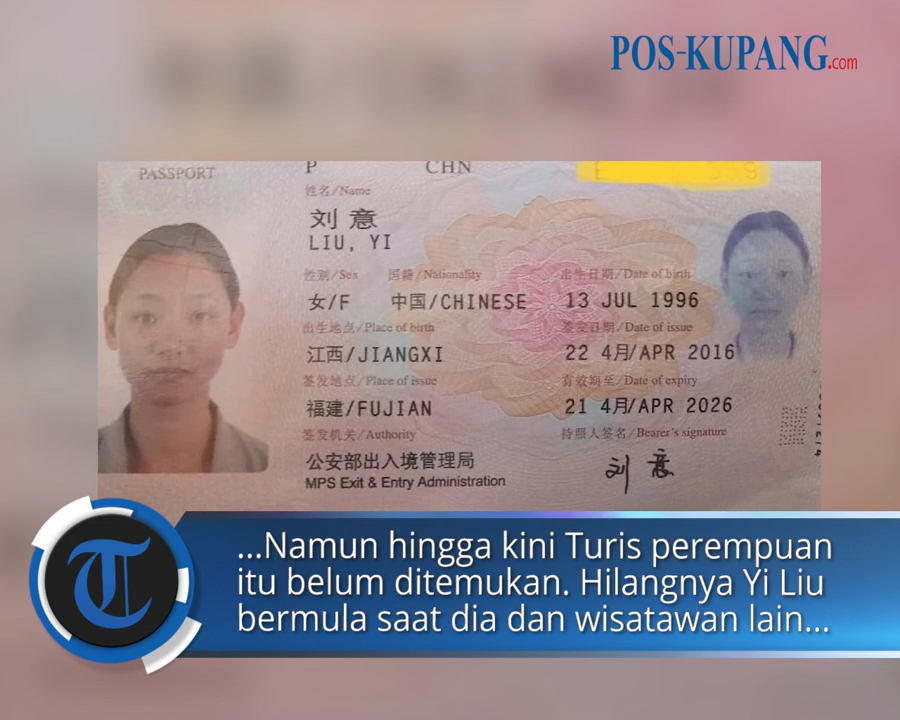 POS-KUPANG.com
PASSPORT
P CHN
姓名/Name
刘意
LIU, YI
性别/Sex 国籍/Nationality 出生日期/Date of birth
女/F 中国/CHINESE 13 JUL 1996
出生地点/Place of birth 签发日期/Date of issue
江西/JIANGXI 22 4月/APR 2016
签发地点/Place of issue 有效期至/Date of expiry
福建/FUJIAN 21 4月/APR 2026
签发机关/Authority 持照人签名/Bearer's signature
公安部出入境管理局 刘意
MPS Exit & Entry Administration
T
...Namun hingga kini Turis perempuan
itu belum ditemukan. Hilangnya Yi Liu
bermula saat dia dan wisatawan lain...